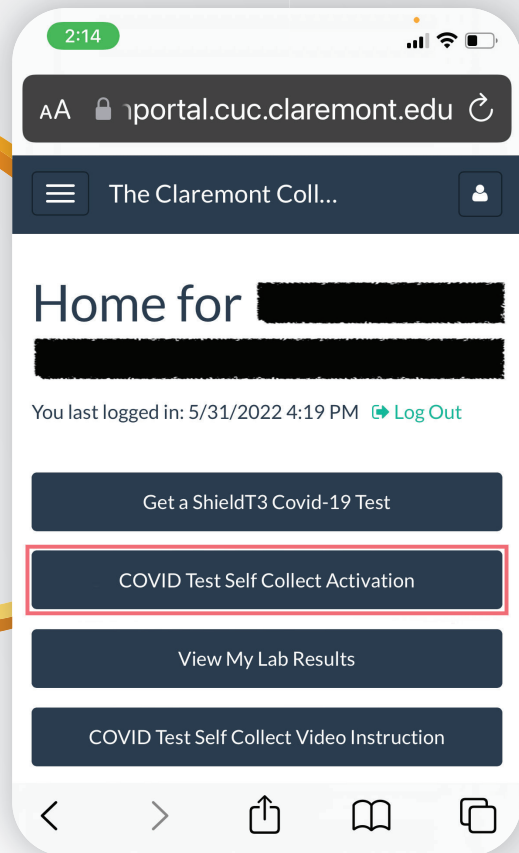 2:14
AA portal.cuc.claremont.edu
The Claremont Coll...
Home for
You last logged in: 5/31/2022 4:19 PM Log Out
Get a ShieldT3 Covid-19 Test
COVID Test Self Collect Activation
View My Lab Results
COVID Test Self Collect Video Instruction